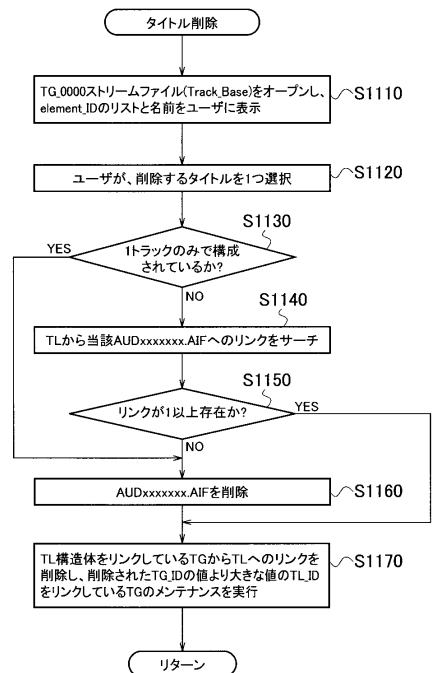 タイトル削除
TG_0000ストリームファイル(Track_Base)をオープンし、
element_IDのリストと名前をユーザに表示
S1110
ユーザが、削除するタイトルを1つ選択
S1120
S1130
1トラックのみで構成
されているか?
YES
NO
S1140
TLから当該AUDxxxxxxx.AIFへのリンクをサーチ
S1150
リンクが1以上存在か?
YES
NO
AUDxxxxxxx.AIFを削除
S1160
TL構造体をリンクしているTGからTLへのリンクを
削除し、削除されたTG_IDの値より大きな値のTL_ID
をリンクしているTGのメンテナンスを実行
S1170
リターン